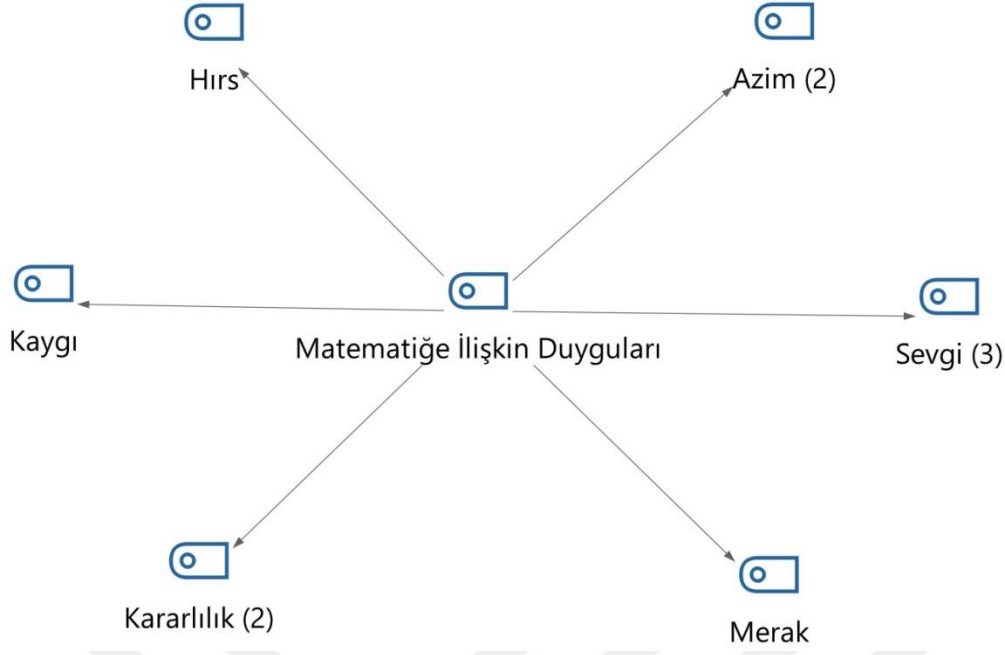 Hırs
Azim (2)
Kaygı
Matematiğe İlişkin Duyguları
Sevgi (3)
Kararlılık (2)
Merak